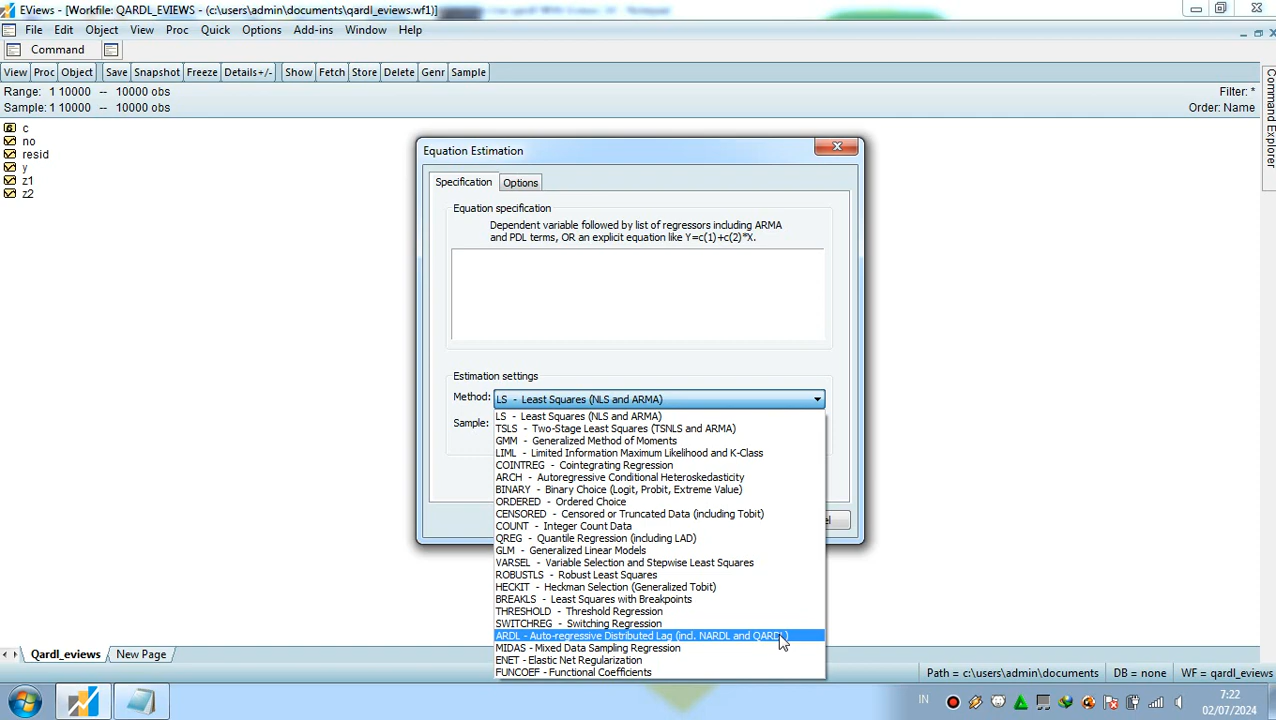 EViews - [Workfile: QARDL_EVIEWS - (c:\users\admin\documents\qardl_eviews.wf1)]
File Edit Object View Proc Quick Options Add-ins Window Help
Command
View Proc Object Save Snapshot Freeze Details+/- Show Fetch Store Delete Genr Sample
Range: 1 10000 -- 10000 obs
Filter: *
Sample: 1 10000 -- 10000 obs
Order: Name
Command Explorer
c
no
resid
y
z1
z2
Equation Estimation
Specification Options
Equation specification
Dependent variable followed by list of regressors including ARMA
and PDL terms, OR an explicit equation like Y=c(1)+c(2)*X.
Estimation settings
Method: LS - Least Squares (NLS and ARMA)
Sample:
LS - Least Squares (NLS and ARMA)
TSLS - Two-Stage Least Squares (TSNLS and ARMA)
GMM - Generalized Method of Moments
LIML - Limited Information Maximum Likelihood and K-Class
COINTREG - Cointegrating Regression
ARCH - Autoregressive Conditional Heteroskedasticity
BINARY - Binary Choice (Logit, Probit, Extreme Value)
ORDERED - Ordered Choice
CENSORED - Censored or Truncated Data (including Tobit)
COUNT - Integer Count Data
QREG - Quantile Regression (including LAD)
GLM - Generalized Linear Models
VARSEL - Variable Selection and Stepwise Least Squares
ROBUSTLS - Robust Least Squares
HECKIT - Heckman Selection (Generalized Tobit)
BREAKLS - Least Squares with Breakpoints
THRESHOLD - Threshold Regression
SWITCHREG - Switching Regression
ARDL - Auto-regressive Distributed Lag (incl. NARDL and QARDL)
MIDAS - Mixed Data Sampling Regression
ENET - Elastic Net Regularization
FUNCOEF - Functional Coefficients
Qardl_eviews New Page
Path = c:\users\admin\documents DB = none WF = qardl_eviews
IN
7:22
02/07/2024